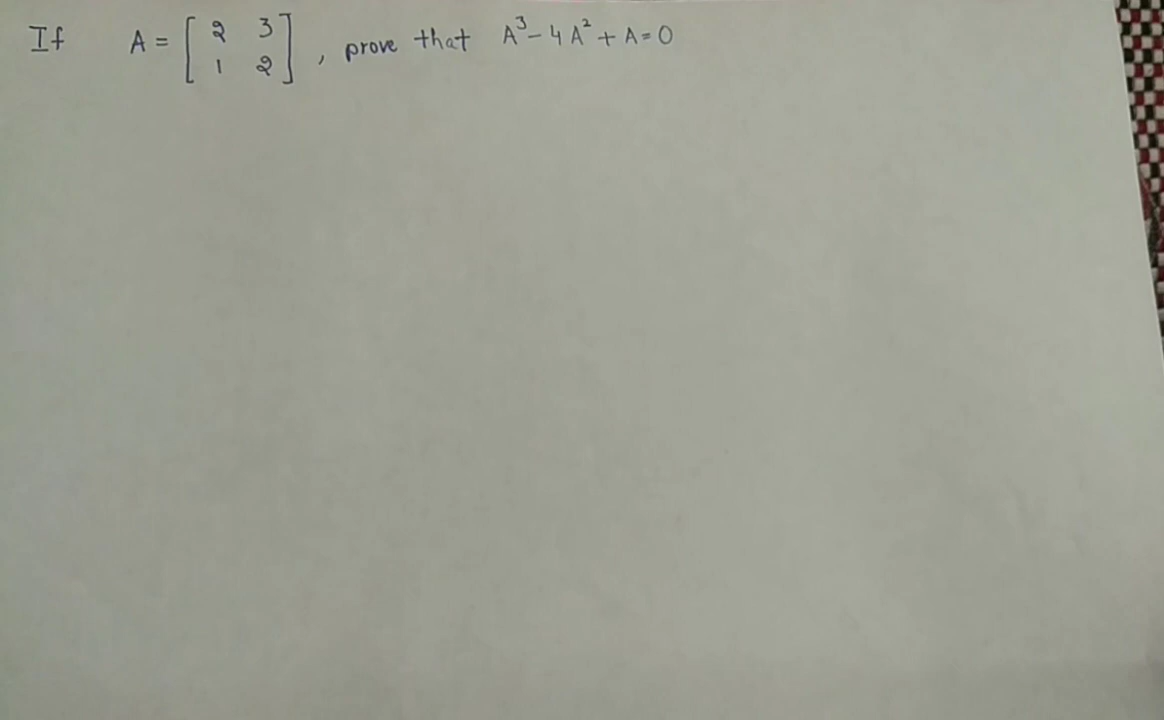 If A = [ 2 3 ; 1 2 ] , prove that A³ - 4A² + A = 0